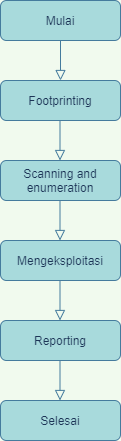 Mulai
Footprinting
Scanning and
enumeration
Mengeksploitasi
Reporting
Selesai